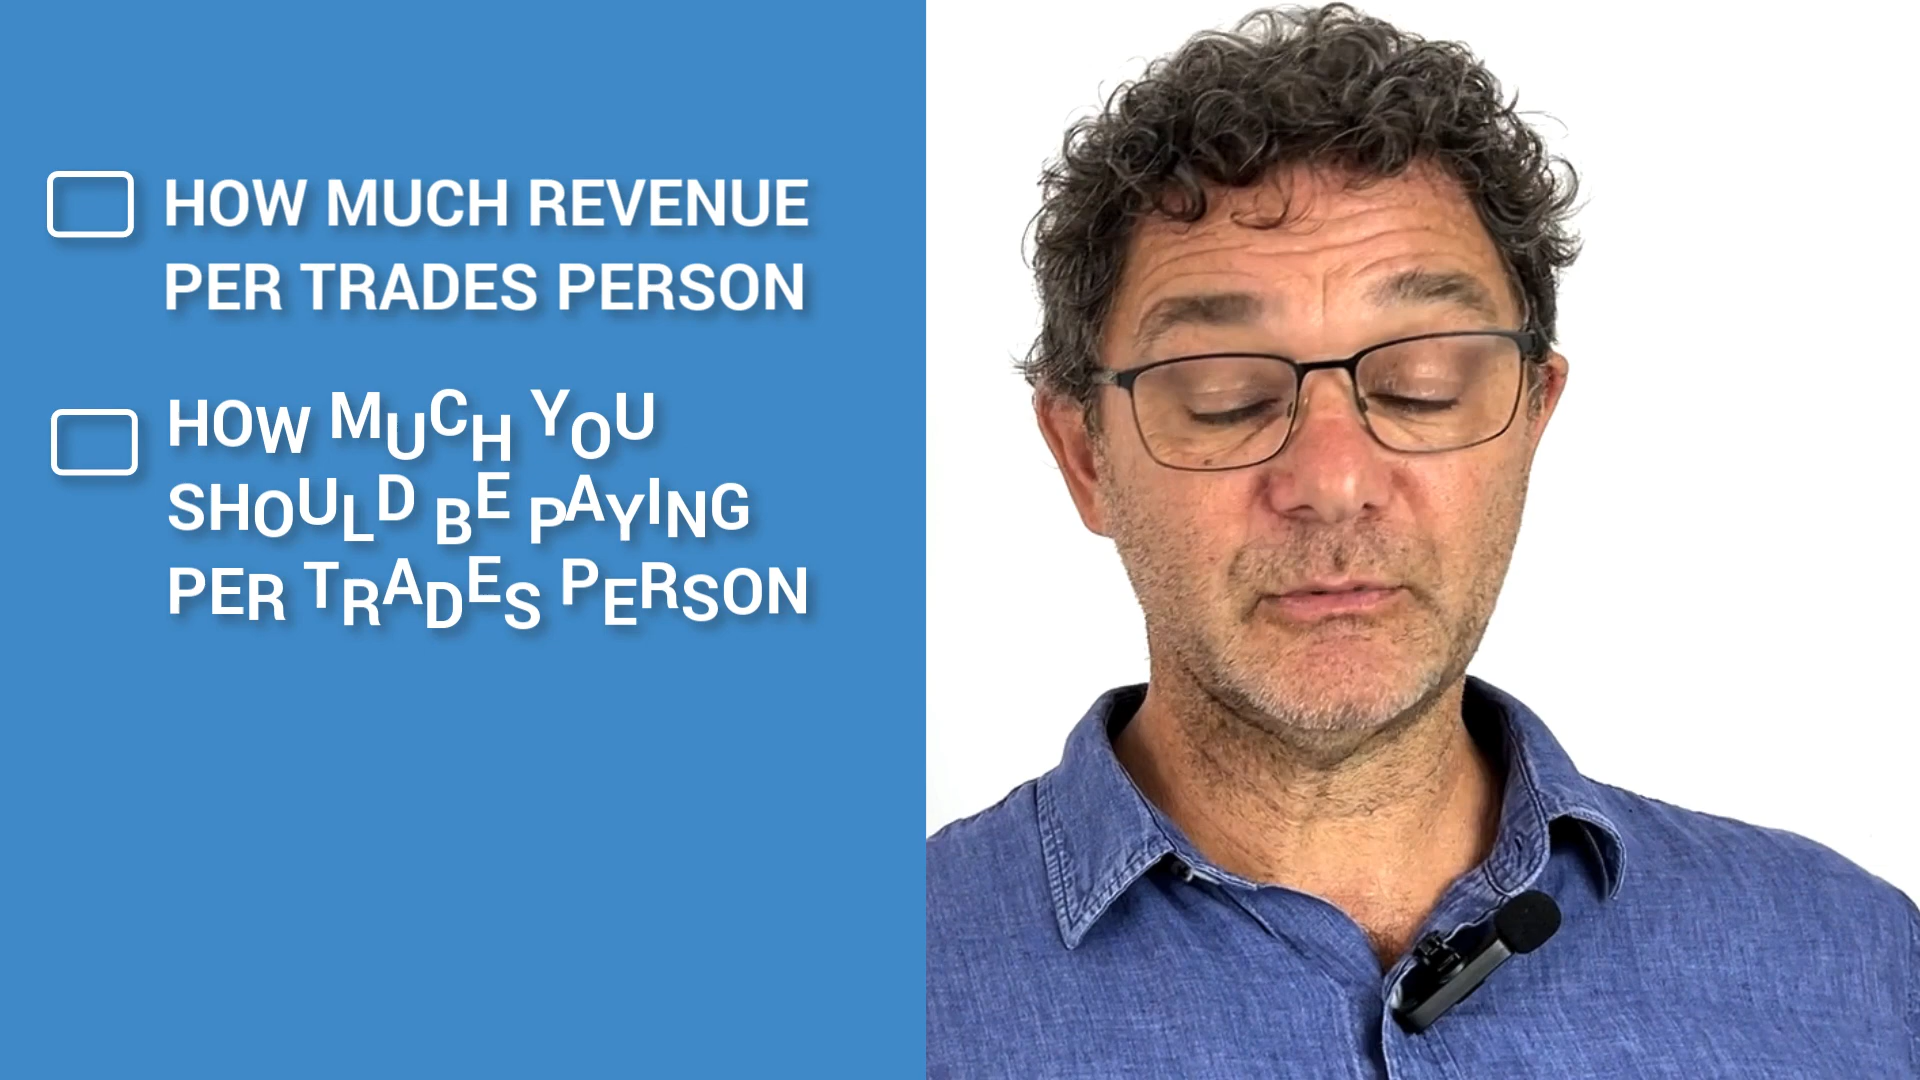 HOW MUCH REVENUE
PER TRADES PERSON
HOW MUCH YOU
SHOULD BE PAYING
PER TRADES PERSON